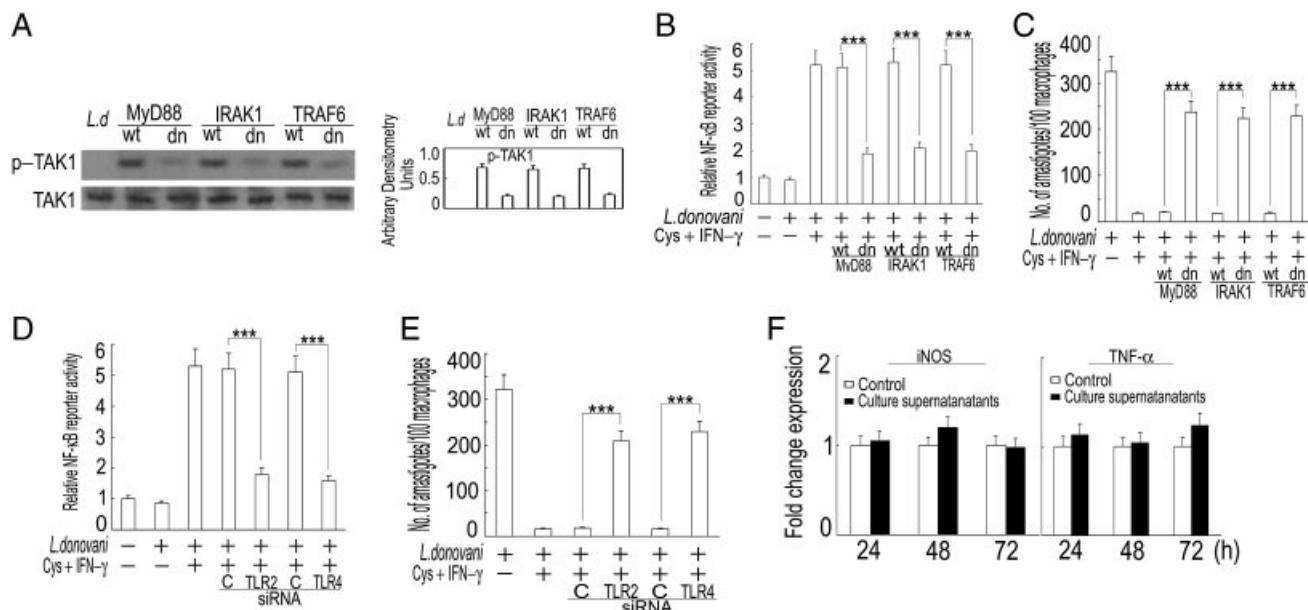 A
L.d
MyD88 IRAK1 TRAF6
wt dn wt dn wt dn
p–TAK1
TAK1
L.d MyD88 IRAK1 TRAF6
wt dn wt dn wt dn
Arbitrary Densitometry
Units
1.0
0.5
0
p-TAK1
B
Relative NF-κB reporter activity
6
5
4
3
2
1
0
*** *** ***
L.donovani – + + + + + + + +
Cys + IFN–γ – – + + + + + + +
wt dn wt dn wt dn
MyD88 IRAK1 TRAF6
C
No. of amastigotes/100 macrophages
400
300
200
100
0
*** *** ***
L.donovani + + + + + + + +
Cys + IFN–γ – + + + + + + +
wt dn wt dn wt dn
MyD88 IRAK1 TRAF6
D
Relative NF-κB reporter activity
6
5
4
3
2
1
0
*** ***
L.donovani – + + + + + +
Cys + IFN–γ – – + + + + +
C TLR2 C TLR4
siRNA
E
No. of amastigotes/100 macrophages
400
300
200
100
0
*** ***
L.donovani + + + + + +
Cys + IFN–γ – + + + + +
C TLR2 C TLR4
siRNA
F
Fold change expression
2
1
0
iNOS
Control
Culture supernatanatants
TNF-α
Control
Culture supernatanatants
24 48 72 24 48 72 (h)